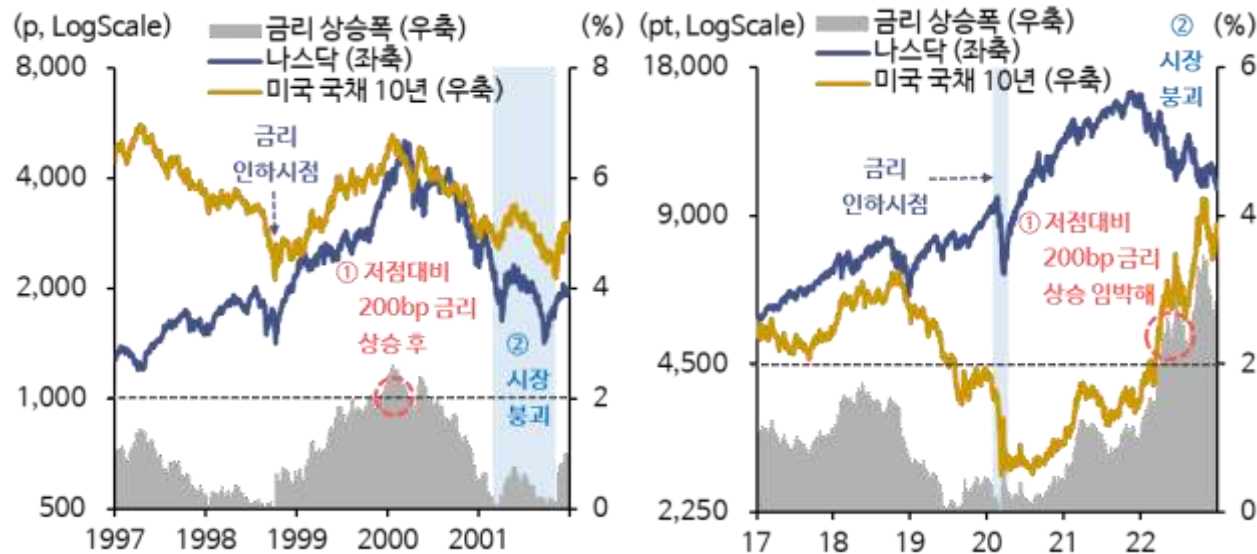 (p, LogScale)
금리 상승폭 (우축)
(%)
나스닥 (좌축)
미국 국채 10년 (우축)
8,000
4,000
2,000
1,000
500
8
6
4
2
0
금리
인하시점
① 저점대비
200bp 금리
상승 후
②
시장
붕괴
1997
1998
1999
2000
2001
(pt, LogScale)
금리 상승폭 (우축)
(%)
나스닥 (좌축)
미국 국채 10년 (우축)
18,000
9,000
4,500
2,250
6
4
2
0
②
시장
붕괴
금리
인하시점
① 저점대비
200bp 금리
상승 임박해
17
18
19
20
21
22